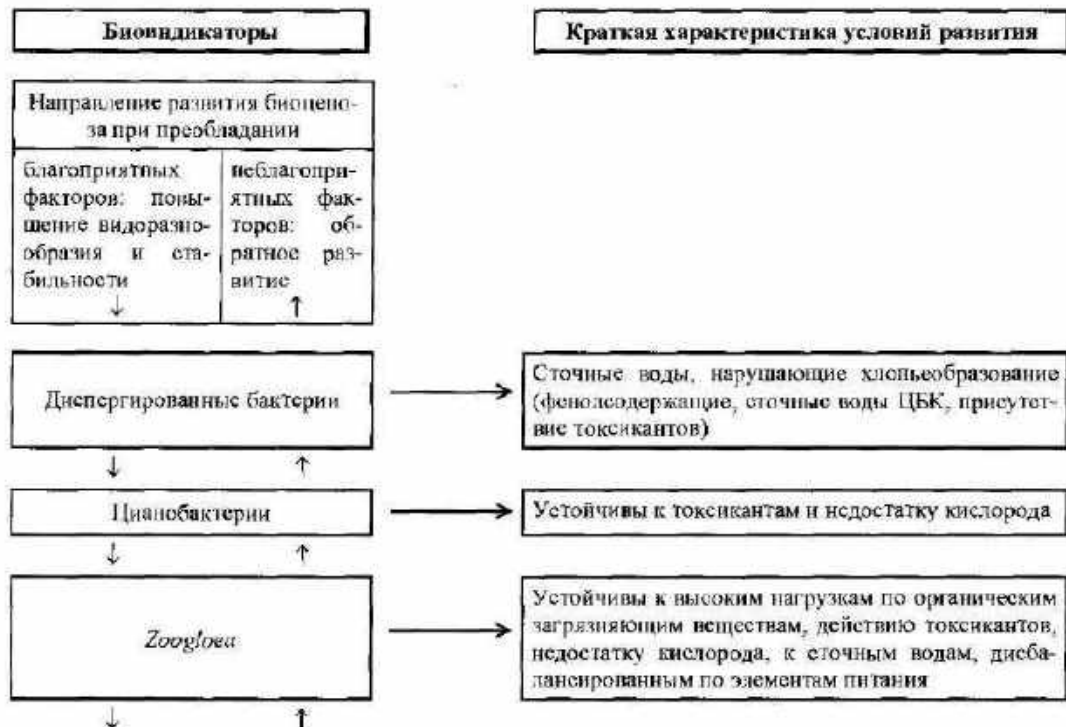 Биоиндикаторы
Краткая характеристика условий развития
Направление развития биоцено-
за при преобладании
благоприятных
факторов: повы-
шение видоразно-
образия и ста-
бильности
↓
неблагопри-
ятных фак-
торов: об-
ратное раз-
витие
↑
Диспергированные бактерии
Сточные воды, нарушающие хлопьеобразование
(фенолсодержащие, сточные воды ЦБК, присутст-
вие токсикантов)
↓ ↑
Цианобактерии
Устойчивы к токсикантам и недостатку кислорода
↓ ↑
Zoogloea
Устойчивы к высоким нагрузкам по органическим
загрязняющим веществам, действию токсикантов,
недостатку кислорода, к сточным водам, дисба-
лансированным по элементам питания
↓ ↑